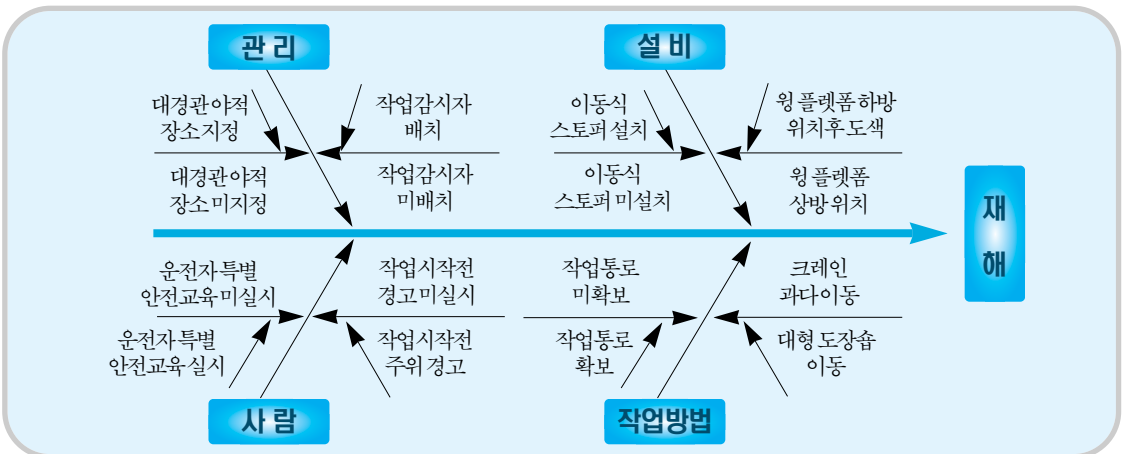 관 리
설 비
대경관 야적
장소 지정
작업감시자
배치
이동식
스토퍼 설치
윙 플렛폼 하방
위치후 도색
대경관 야적
장소 미지정
작업감시자
미배치
이동식
스토퍼 미설치
윙 플렛폼
상방 위치
재
해
운전자 특별
안전교육 미실시
작업시작전
경고 미실시
작업통로
미확보
크레인
과다 이동
운전자 특별
안전교육 실시
작업시작전
주위 경고
작업통로
확보
대형 도장숍
이동
사 람
작업방법